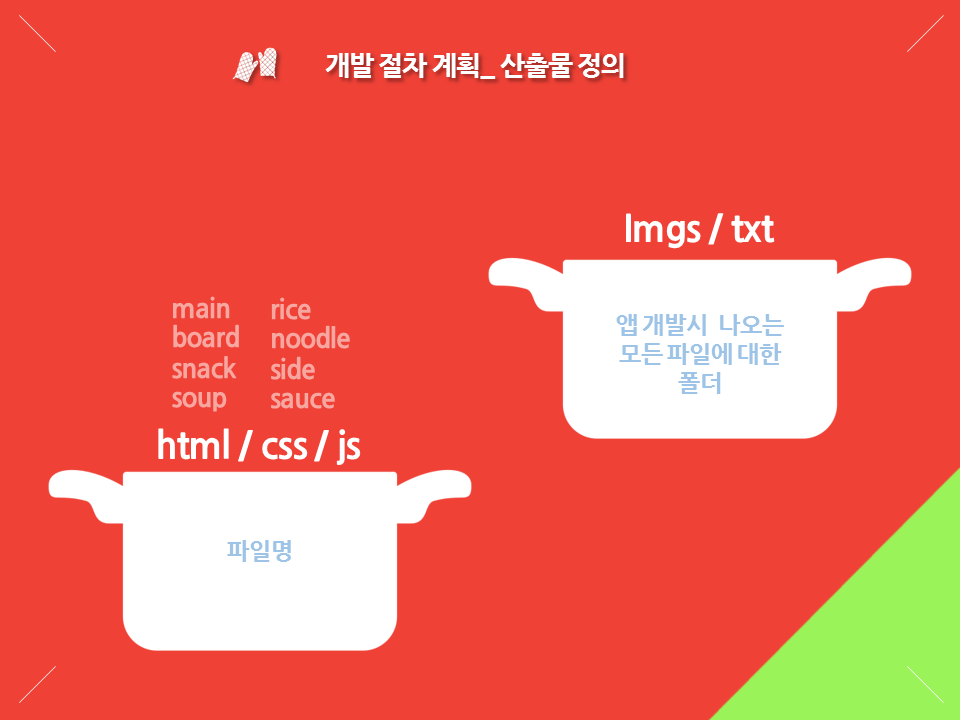 개발 절차 계획_ 산출물 정의
Imgs / txt
앱 개발시 나오는
모든 파일에 대한
폴더
main rice
board noodle
snack side
soup sauce
html / css / js
파일명